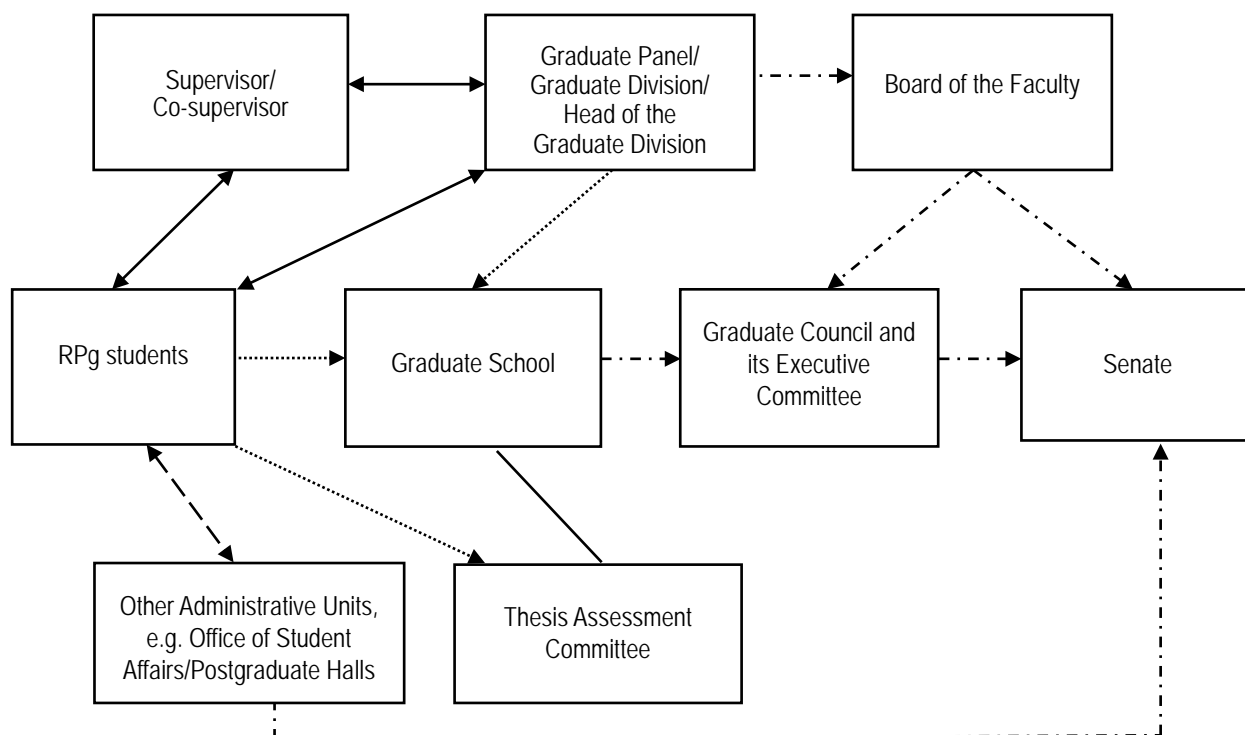 Supervisor/
Co-supervisor
Graduate Panel/
Graduate Division/
Head of the
Graduate Division
Board of the Faculty
RPg students
Graduate School
Graduate Council and
its Executive
Committee
Senate
Other Administrative Units,
e.g. Office of Student
Affairs/Postgraduate Halls
Thesis Assessment
Committee